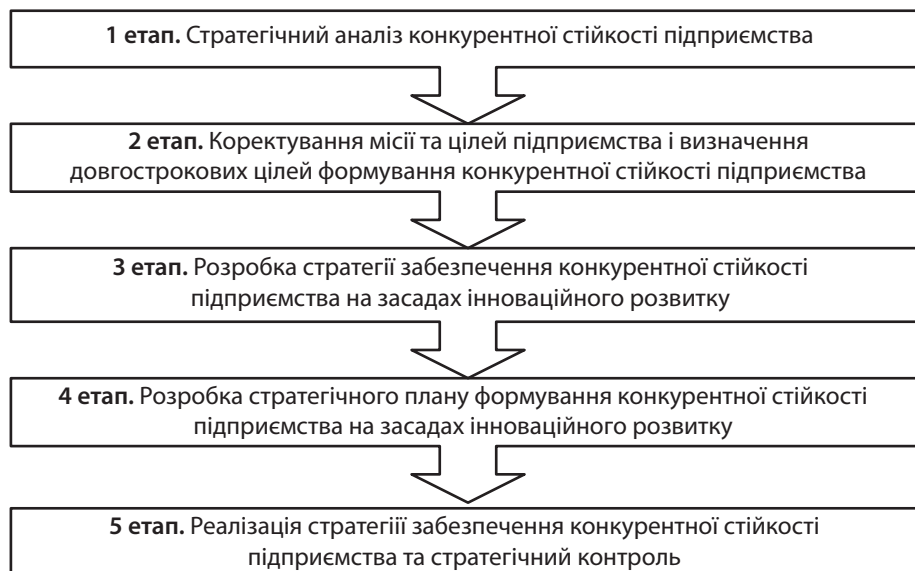 1 етап. Стратегічний аналіз конкурентної стійкості підприємства
2 етап. Коректування місії та цілей підприємства і визначення
довгострокових цілей формування конкурентної стійкості підприємства
3 етап. Розробка стратегії забезпечення конкурентної стійкості
підприємства на засадах інноваційного розвитку
4 етап. Розробка стратегічного плану формування конкурентної стійкості
підприємства на засадах інноваційного розвитку
5 етап. Реалізація стратегіїї забезпечення конкурентної стійкості
підприємства та стратегічний контроль